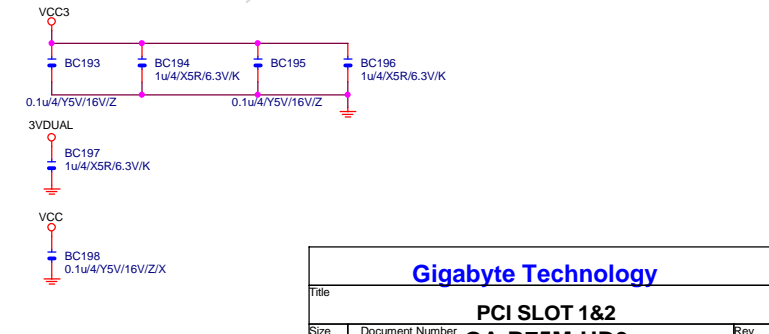 VCC3
BC193
BC194
1u/4/X5R/6.3V/K
BC195
BC196
1u/4/X5R/6.3V/K
0.1u/4/Y5V/16V/Z
0.1u/4/Y5V/16V/Z
3VDUAL
BC197
1u/4/X5R/6.3V/K
VCC
BC198
0.1u/4/Y5V/16V/Z/X
Gigabyte Technology
Title
PCI SLOT 1&2
Size Document Number Rev